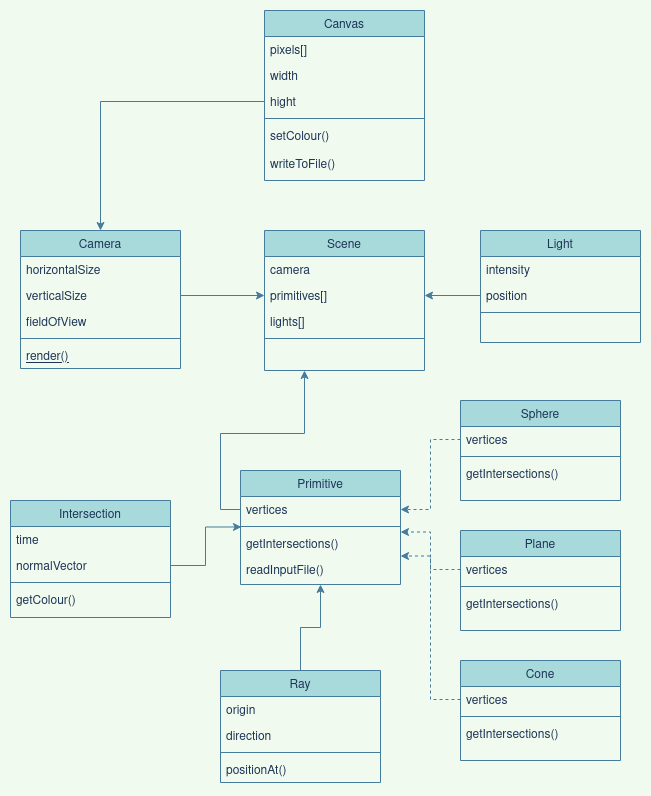 Canvas
pixels[]
width
hight
setColour()
writeToFile()
Camera
horizontalSize
verticalSize
fieldOfView
render()
Scene
camera
primitives[]
lights[]
Light
intensity
position
Sphere
vertices
getIntersections()
Primitive
vertices
getIntersections()
readInputFile()
Intersection
time
normalVector
getColour()
Plane
vertices
getIntersections()
Ray
origin
direction
positionAt()
Cone
vertices
getIntersections()